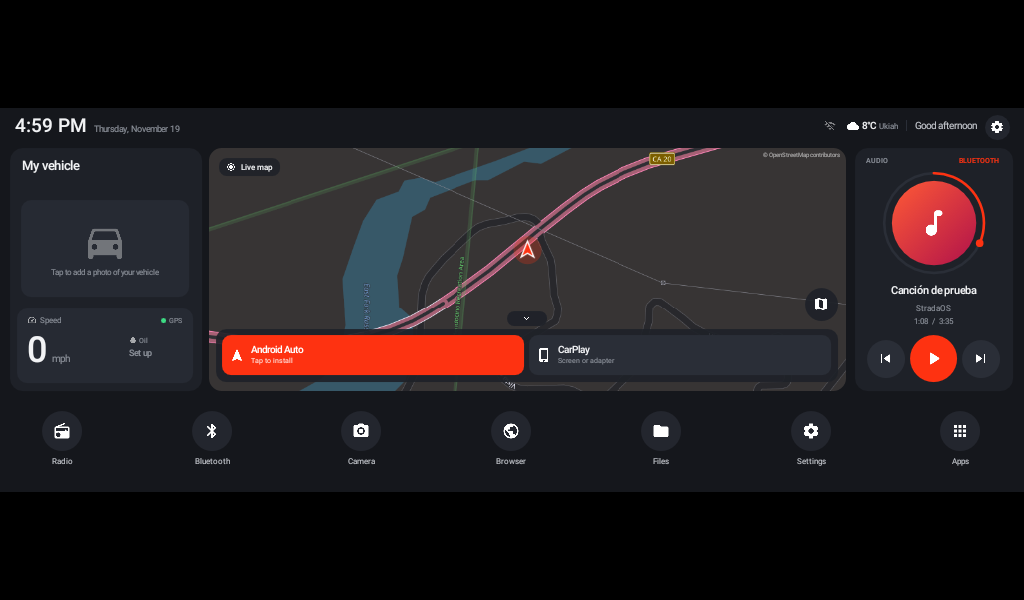 4:59 PM Thursday, November 19
8°C Ukiah Good afternoon
My vehicle
Tap to add a photo of your vehicle
Speed GPS
0 mph
Oil
Set up
Live map
CA 20
© OpenStreetMap contributors
Android Auto
Tap to install
CarPlay
Screen or adapter
AUDIO BLUETOOTH
Canción de prueba
StradaOS
1:08 / 3:35
Radio
Bluetooth
Camera
Browser
Files
Settings
Apps